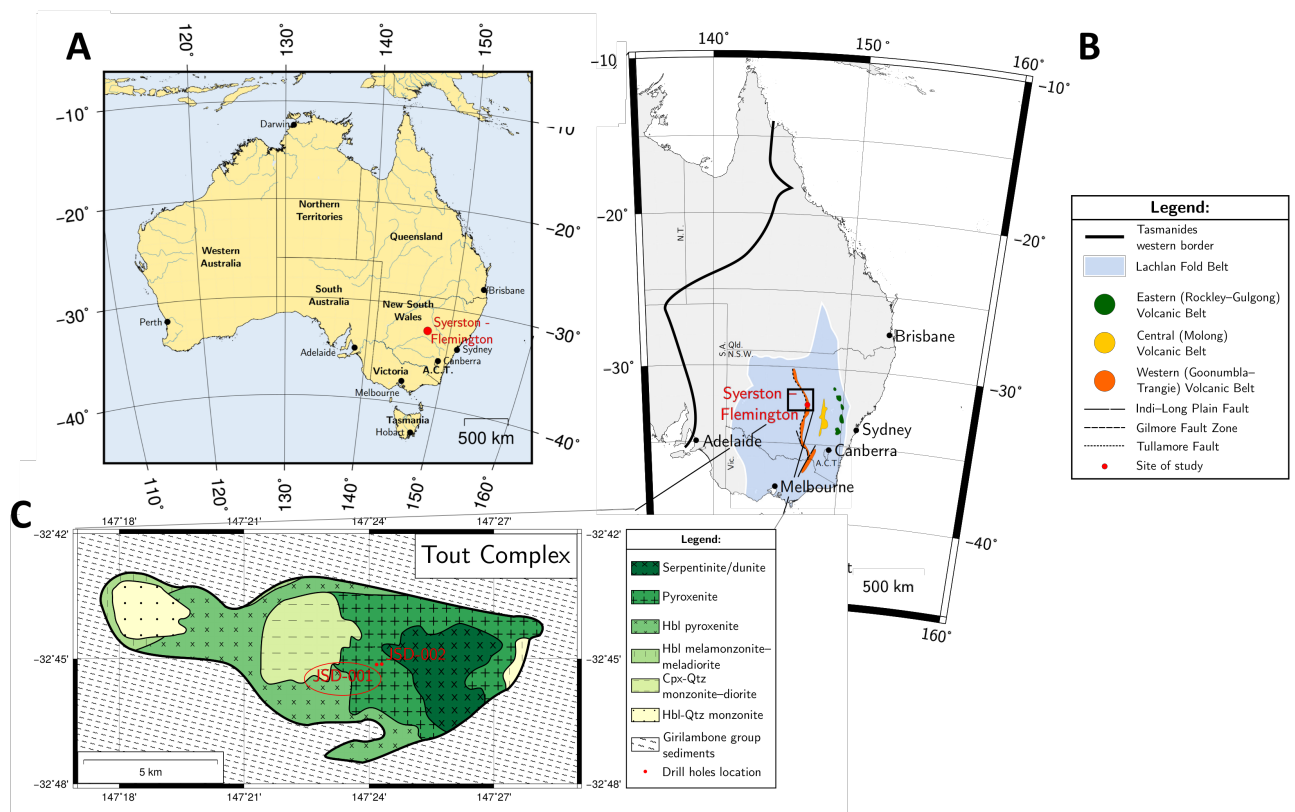 A
120°
130°
140°
150°
−10°
−10
−20°
−20°
−30°
−30°
−40°
−40°
110°
120°
130°
140°
150°
160°
Darwin
Northern
Territories
Queensland
Western
Australia
South
Australia
Brisbane
New South
Wales
Syerston -
Flemington
Perth
Adelaide
Sydney
Canberra
A.C.T.
Victoria
Melbourne
Tasmania
Hobart
500 km
B
140°
150°
160°
−10
−10°
−20°
−20°
−30°
−30°
−40°
160°
N.T.
S.A.
Qld.
N.S.W.
Vic.
A.C.T.
Brisbane
Syerston –
Flemington
Sydney
Adelaide
Canberra
Melbourne
t
500 km
Legend:
Tasmanides
western border
Lachlan Fold Belt
Eastern (Rockley–Gulgong)
Volcanic Belt
Central (Molong)
Volcanic Belt
Western (Goonumbla–
Trangie) Volcanic Belt
Indi–Long Plain Fault
Gilmore Fault Zone
Tullamore Fault
Site of study
C
147°18'
147°21'
147°24'
147°27'
−32°42'
−32°42'
−32°45'
−32°45'
−32°48'
−32°48'
147°18'
147°21'
147°24'
147°27'
Tout Complex
JSD-001
5 km
Legend:
Serpentinite/dunite
Pyroxenite
Hbl pyroxenite
Hbl melamonzonite–
meladiorite
Cpx-Qtz
monzonite–diorite
Hbl-Qtz monzonite
Girilambone group
sediments
Drill holes location